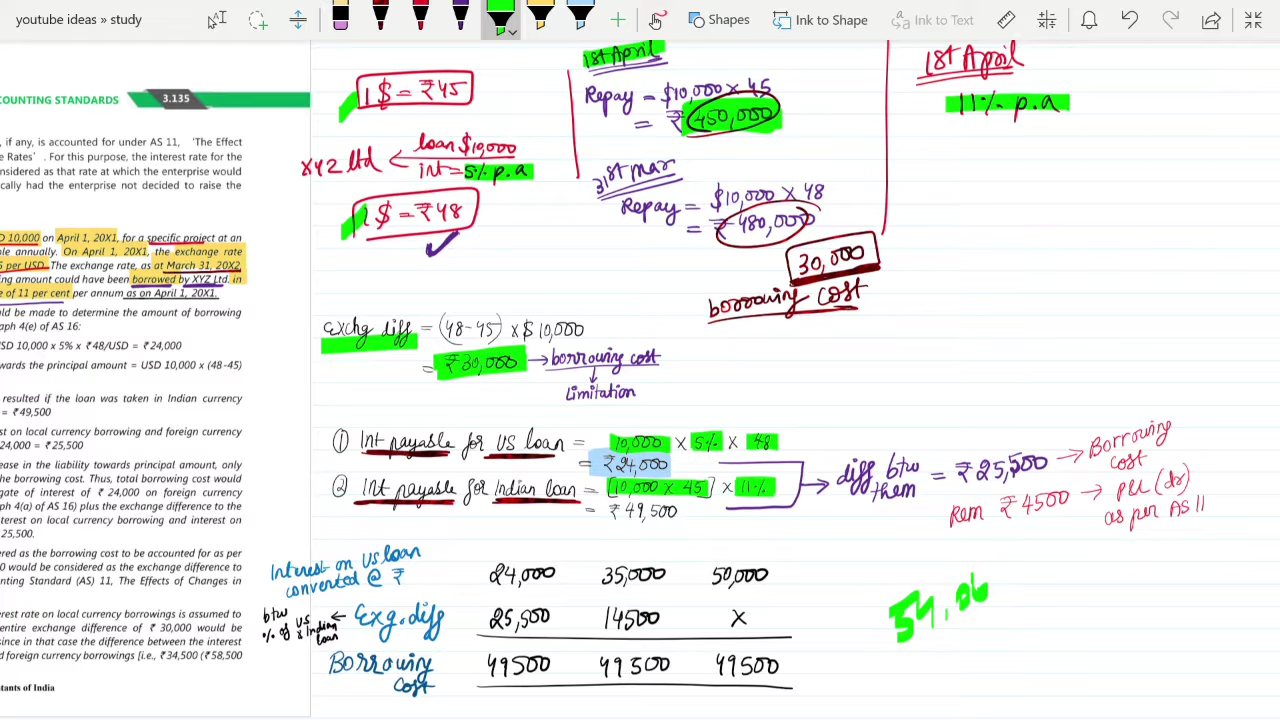 youtube ideas » study
Shapes
Ink to Shape
Ink to Text
COUNTING STANDARDS 3.135
, if any, is accounted for under AS 11, 'The Effect
Rates'. For this purpose, the interest rate for the
nsidered as that rate at which the enterprise would
cally had the enterprise not decided to raise the
D 10,000 on April 1, 20X1, for a specific project at an
ble annually. On April 1, 20X1, the exchange rate
5 per USD. The exchange rate, as at March 31, 20X2
ing amount could have been borrowed by XYZ Ltd. in
e of 11 per cent per annum as on April 1, 20X1.
uld be made to determine the amount of borrowing
aph 4(e) of AS 16:
SD 10,000 x 5% x ₹ 48/USD = ₹ 24,000
wards the principal amount = USD 10,000 x (48-45)
resulted if the loan was taken in Indian currency
= ₹ 49,500
st on local currency borrowing and foreign currency
24,000 = ₹ 25,500
ease in the liability towards principal amount, only
he borrowing cost. Thus, total borrowing cost would
gate of interest of ₹ 24,000 on foreign currency
ph 4(a) of AS 16) plus the exchange difference to the
terest on local currency borrowing and interest on
25,500.
ered as the borrowing cost to be accounted for as per
0 would be considered as the exchange difference to
nting Standard (AS) 11, The Effects of Changes in
erest rate on local currency borrowings is assumed to
entire exchange difference of ₹ 30,000 would be
since in that case the difference between the interest
d foreign currency borrowings [i.e., ₹ 34,500 (₹ 58,500
tants of India
1 $ = ₹45
XYZ Ltd loan $10,000
int = 5% p.a
1 $ = ₹48
1st April
Repay = $10,000 x 45
= ₹ 450,000
31st Mar
Repay = $10,000 x 48
= ₹ 480,000
30,000
borrowing cost
1st April
11% p.a
Exchg diff = (48-45) x $ 10,000
= ₹30,000 → borrowing cost
Limitation
① Int payable for US loan = 10,000 x 5% x 48
= ₹24,000
② Int payable for Indian loan = [10,000 x 45] x 11%
= ₹49,500
diff btw them = ₹25,500 → Borrowing cost
Rem ₹4500 → P&L (dr) as per AS 11
Interest on US loan
converted @ ₹ 24,000 35,000 50,000
btw % of US x Indian loan ← Exg. diff 25,500 14500 x
Borrowing cost 49500 49500 49500
54,06